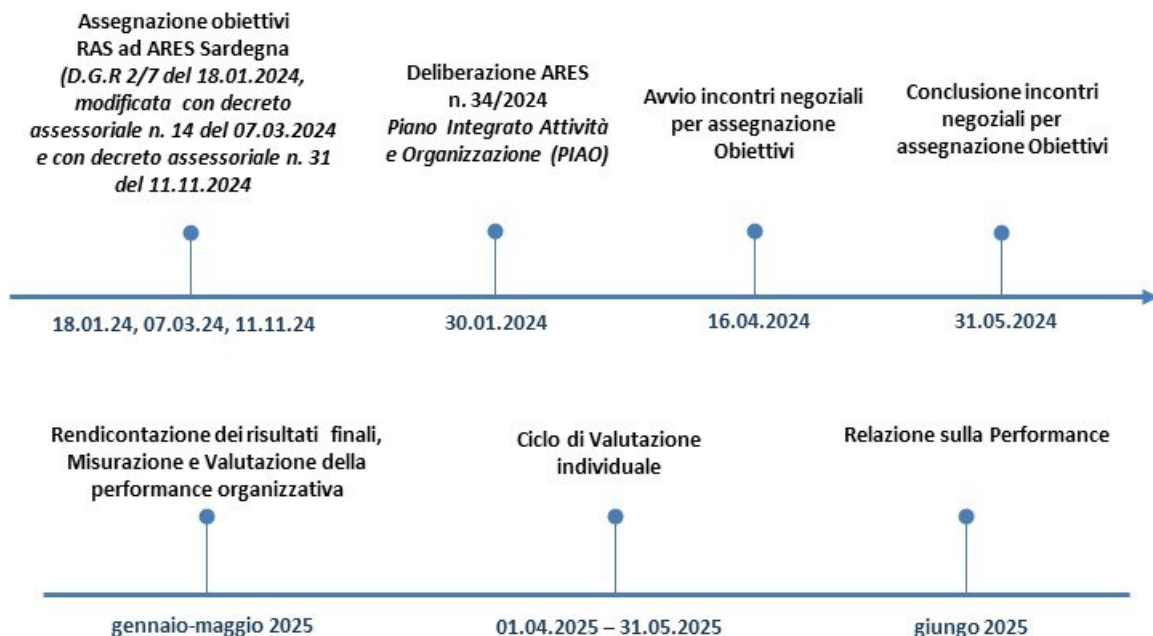 Assegnazione obiettivi
RAS ad ARES Sardegna
(D.G.R 2/7 del 18.01.2024,
modificata con decreto
assessoriale n. 14 del 07.03.2024
e con decreto assessoriale n. 31
del 11.11.2024
Deliberazione ARES
n. 34/2024
Piano Integrato Attività
e Organizzazione (PIAO)
Avvio incontri negoziali
per assegnazione
Obiettivi
Conclusione incontri
negoziali per
assegnazione Obiettivi
18.01.24, 07.03.24, 11.11.24
30.01.2024
16.04.2024
31.05.2024
Rendicontazione dei risultati finali,
Misurazione e Valutazione della
performance organizzativa
Ciclo di Valutazione
individuale
Relazione sulla Performance
gennaio-maggio 2025
01.04.2025 – 31.05.2025
giungo 2025